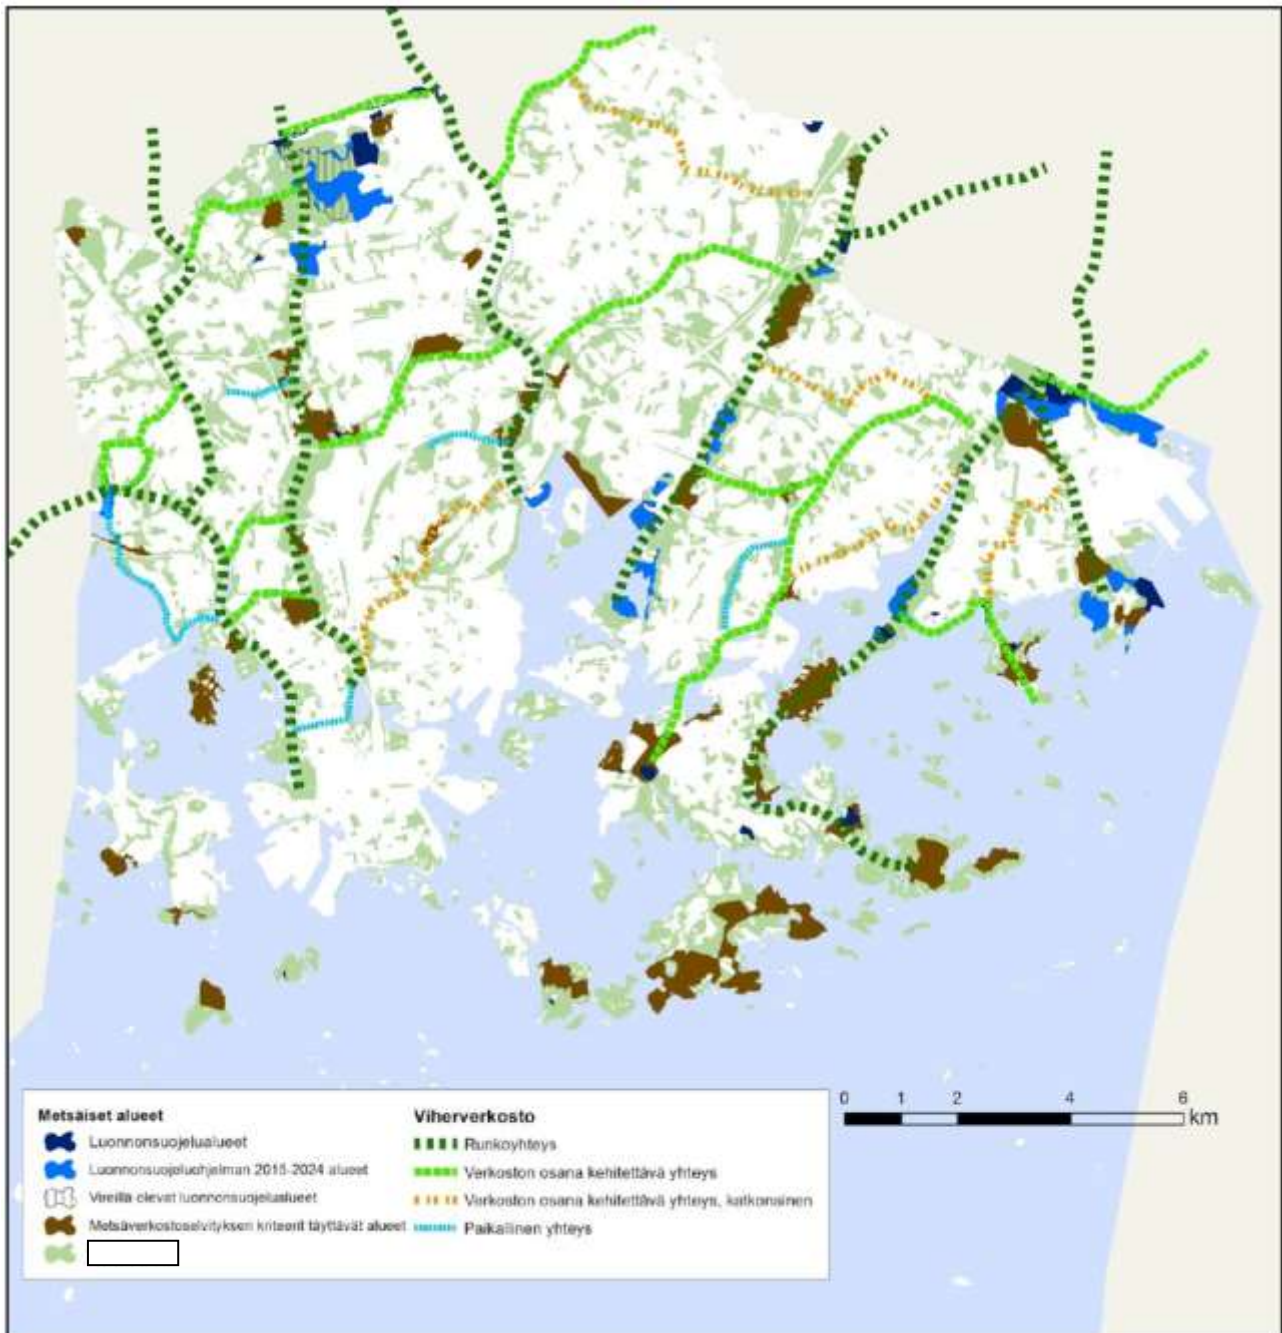 Metsäiset alueet
Luonnonsuojelualueet
Luonnonsuojeluohjelman 2015-2024 alueet
Vireillä olevat luonnonsuojelualueet
Metsäverkostoselvityksen kriteerit täyttävät alueet
Viherverkosto
Runkoyhteys
Verkoston osana kehitettävä yhteys
Verkoston osana kehitettävä yhteys, katkonainen
Paikallinen yhteys
0 1 2 4 6
km